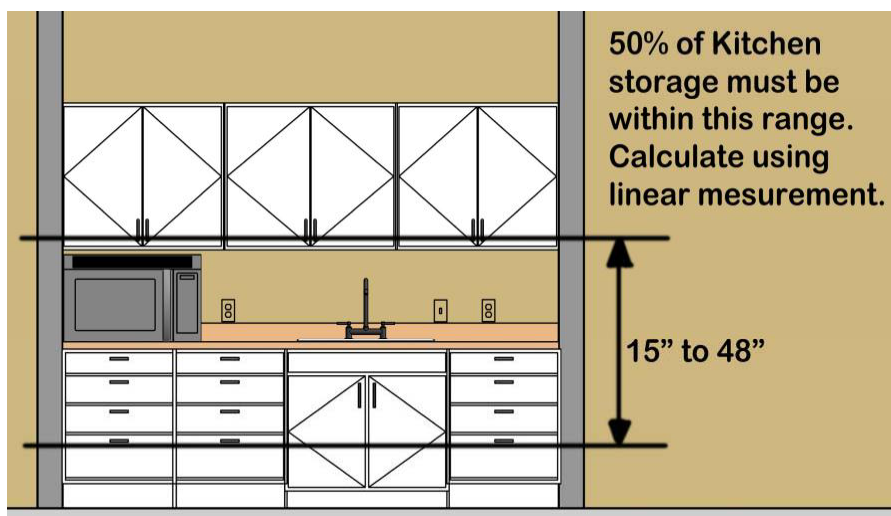 50% of Kitchen
storage must be
within this range.
Calculate using
linear mesurement.
15” to 48”